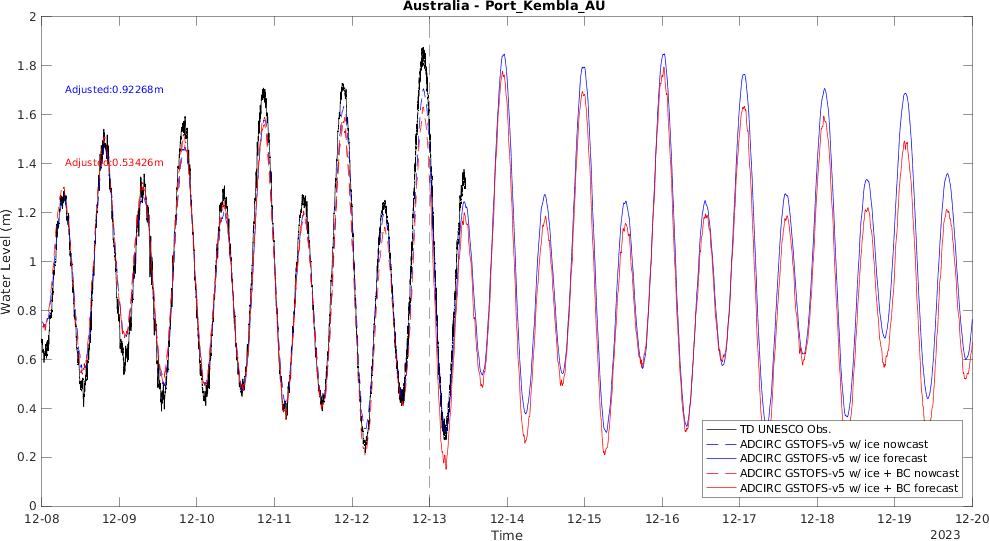 Australia - Port_Kembla_AU
2
1.8
1.6
1.4
1.2
1
0.8
0.6
0.4
0.2
0
Water Level (m)
Adjusted:0.92268m
Adjusted:0.53426m
TD UNESCO Obs.
ADCIRC GSTOFS-v5 w/ ice nowcast
ADCIRC GSTOFS-v5 w/ ice forecast
ADCIRC GSTOFS-v5 w/ ice + BC nowcast
ADCIRC GSTOFS-v5 w/ ice + BC forecast
12-08 12-09 12-10 12-11 12-12 12-13 12-14 12-15 12-16 12-17 12-18 12-19 12-20
Time
2023